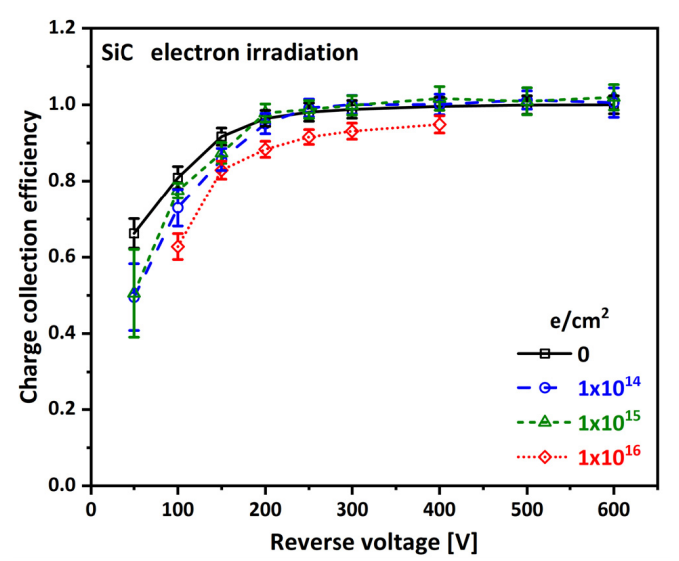 SiC electron irradiation
Charge collection efficiency
1.2
1.0
0.8
0.6
0.4
0.2
0.0
e/cm²
0
1x10¹⁴
1x10¹⁵
1x10¹⁶
0 100 200 300 400 500 600
Reverse voltage [V]